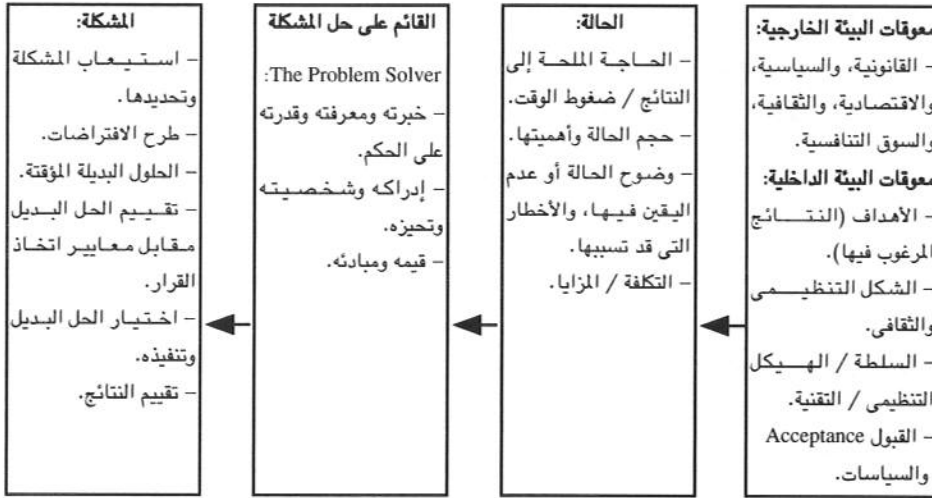 معوقات البيئة الخارجية:
– القانونية، والسياسية،
والاقتصادية، والثقافية،
والسوق التنافسية.
معوقات البيئة الداخلية:
– الأهداف (النتائج
المرغوب فيها).
– الشكل التنظيمى
والثقافى.
– السلطة / الهيكل
التنظيمى / التقنية.
– القبول Acceptance
والسياسات.
الحالة:
– الحاجة الملحة إلى
النتائج / ضغوط الوقت.
– حجم الحالة وأهميتها.
– وضوح الحالة أو عدم
اليقين فيها، والأخطار
التى قد تسببها.
– التكلفة / المزايا.
القائم على حل المشكلة
The Problem Solver:
– خبرته ومعرفته وقدرته
على الحكم.
– إدراكه وشخصيته
وتحيزه.
– قيمه ومبادئه.
المشكلة:
– استيعاب المشكلة
وتحديدها.
– طرح الافتراضات.
– الحلول البديلة المؤقتة.
– تقييم الحل البديل
مقابل معايير اتخاذ
القرار.
– اختيار الحل البديل
وتنفيذه.
– تقييم النتائج.